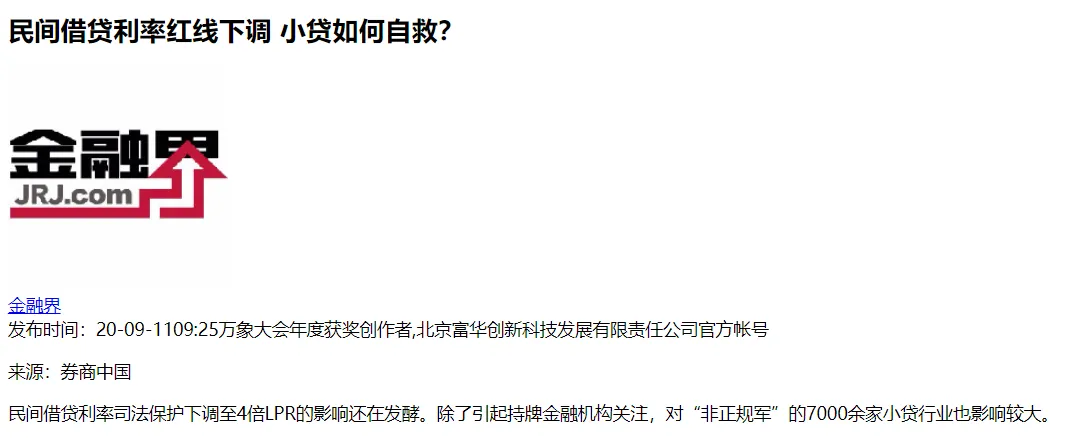 民间借贷利率红线下调 小贷如何自救？
金融界
JRJ.com
金融界
发布时间：20-09-1109:25万象大会年度获奖创作者,北京富华创新科技发展有限责任公司官方帐号
来源：券商中国
民间借贷利率司法保护下调至4倍LPR的影响还在发酵。除了引起持牌金融机构关注，对“非正规军”的7000余家小贷行业也影响较大。